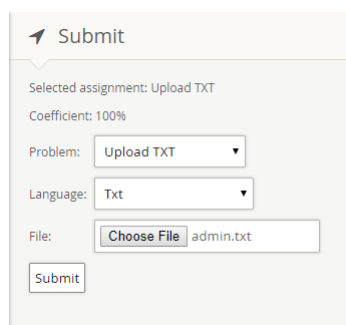 Submit
Selected assignment: Upload TXT
Coefficient: 100%
Problem: Upload TXT
Language: Txt
File: Choose File admin.txt
Submit